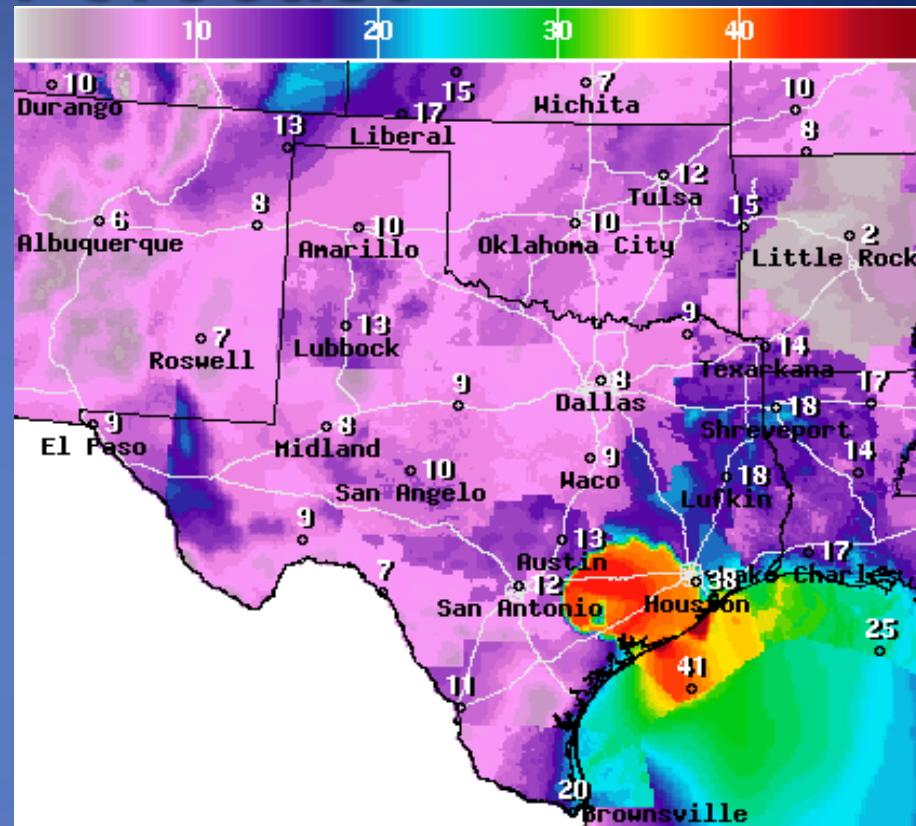 10 20 30 40
10
Durango
15
7
Wichita
17
Liberal
10
13
8
12
Tulsa
6
Albuquerque
8
10
Amarillo
10
Oklahoma City
15
2
Little Rock
7
Roswell
13
Lubbock
9
14
Texarkana
9
8
Dallas
17
18
Shreveport
9
El Paso
8
Midland
10
San Angelo
9
Waco
18
Lufkin
14
9
13
Austin
17
Lake Charles
7
12
San Antonio
38
Houston
25
41
11
20
Brownsville